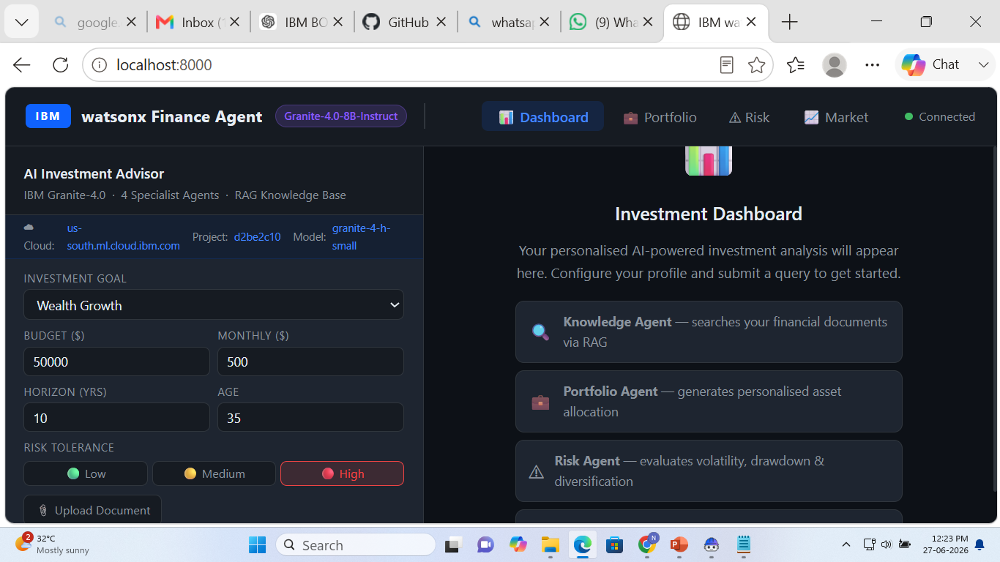 google.
Inbox (1
IBM BO
GitHub
whatsap
(9) Wha
IBM wa
localhost:8000
Chat
IBM
watsonx Finance Agent
Granite-4.0-8B-Instruct
Dashboard
Portfolio
Risk
Market
Connected
AI Investment Advisor
IBM Granite-4.0 · 4 Specialist Agents · RAG Knowledge Base
Cloud:
us-
south.ml.cloud.ibm.com
Project: d2be2c10
Model:
granite-4-h-
small
INVESTMENT GOAL
Wealth Growth
BUDGET ($)
MONTHLY ($)
50000
500
HORIZON (YRS)
AGE
10
35
RISK TOLERANCE
Low
Medium
High
Upload Document
Investment Dashboard
Your personalised AI-powered investment analysis will appear
here. Configure your profile and submit a query to get started.
Knowledge Agent — searches your financial documents
via RAG
Portfolio Agent — generates personalised asset
allocation
Risk Agent — evaluates volatility, drawdown &
diversification
2
32°C
Mostly sunny
Search
N
12:23 PM
27-06-2026